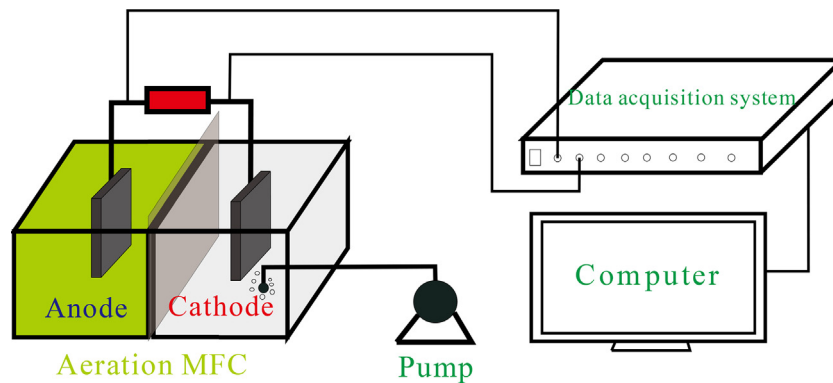 Data acquisition system
Computer
Anode
Cathode
Aeration MFC
Pump